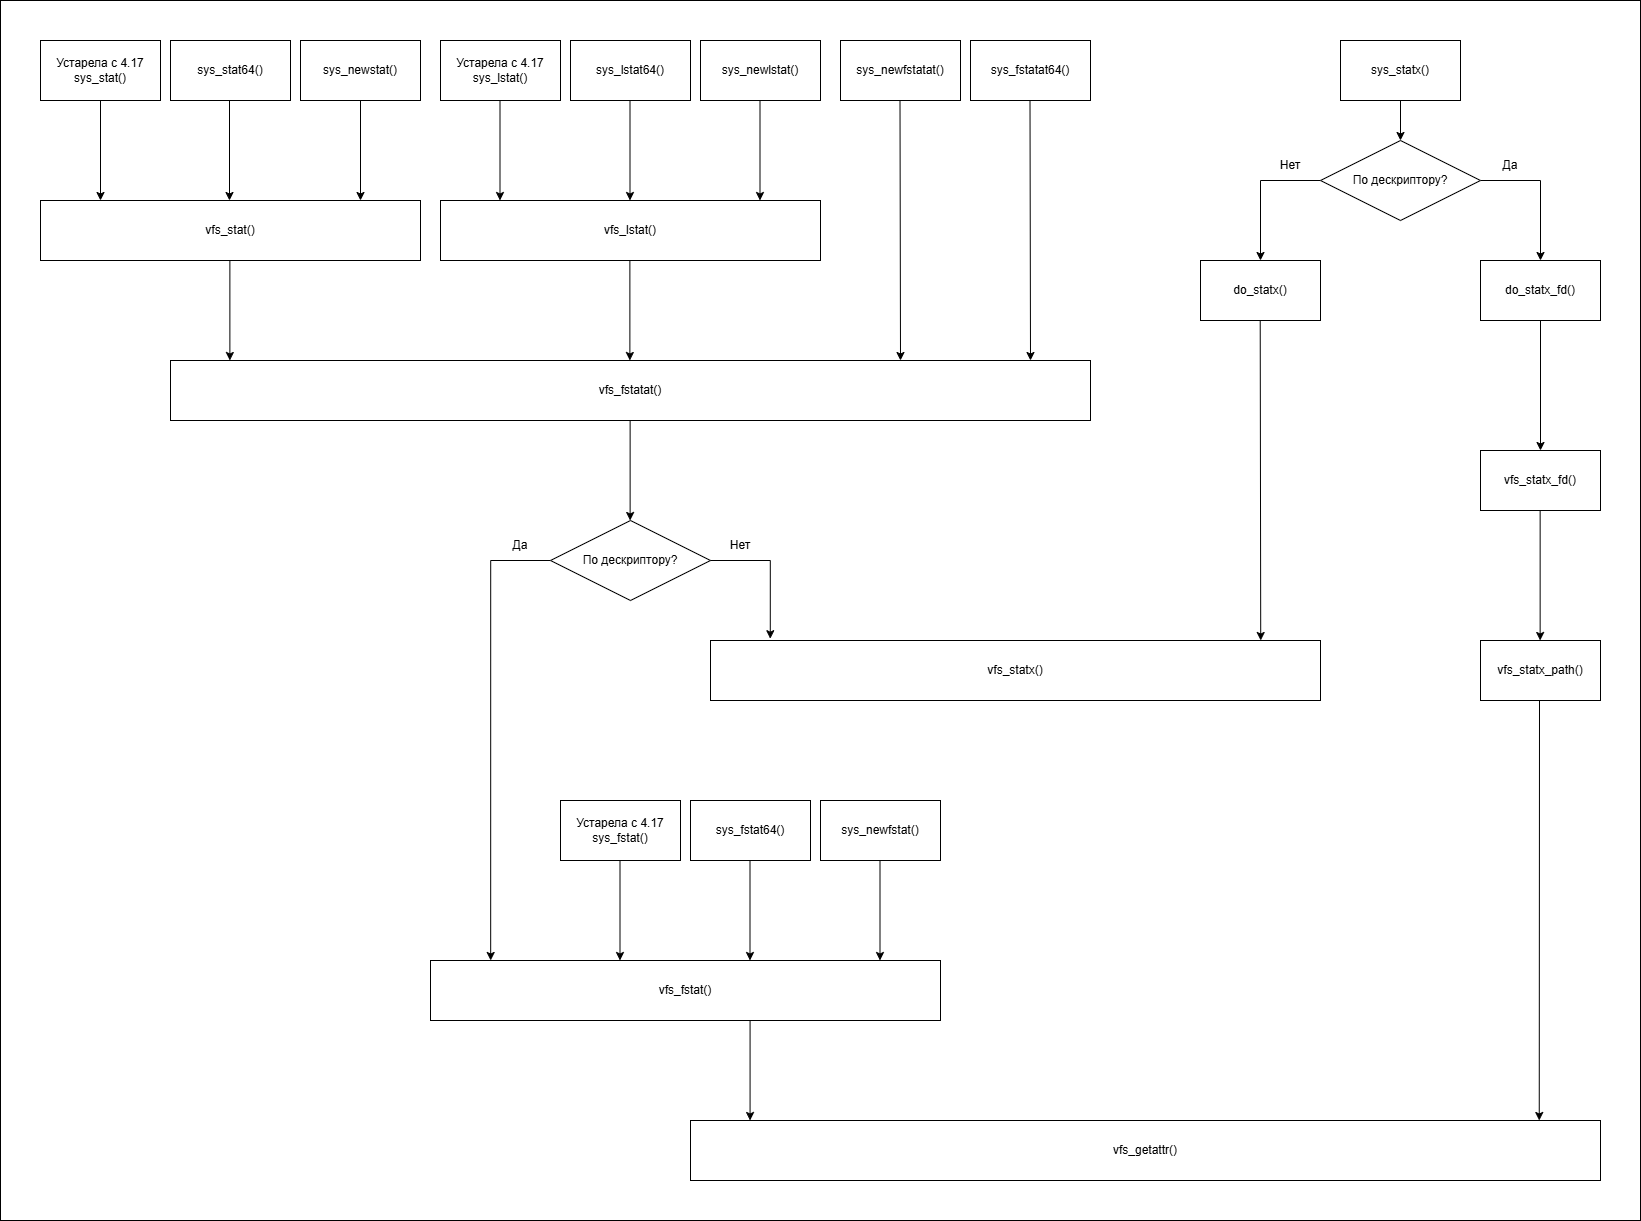 Устарела с 4.17
sys_stat()
sys_stat64()
sys_newstat()
Устарела с 4.17
sys_lstat()
sys_lstat64()
sys_newlstat()
sys_newfstatat()
sys_fstatat64()
sys_statx()
Нет
Да
По дескриптору?
vfs_stat()
vfs_lstat()
do_statx()
do_statx_fd()
vfs_fstatat()
vfs_statx_fd()
Да
Нет
По дескриптору?
vfs_statx()
vfs_statx_path()
Устарела с 4.17
sys_fstat()
sys_fstat64()
sys_newfstat()
vfs_fstat()
vfs_getattr()